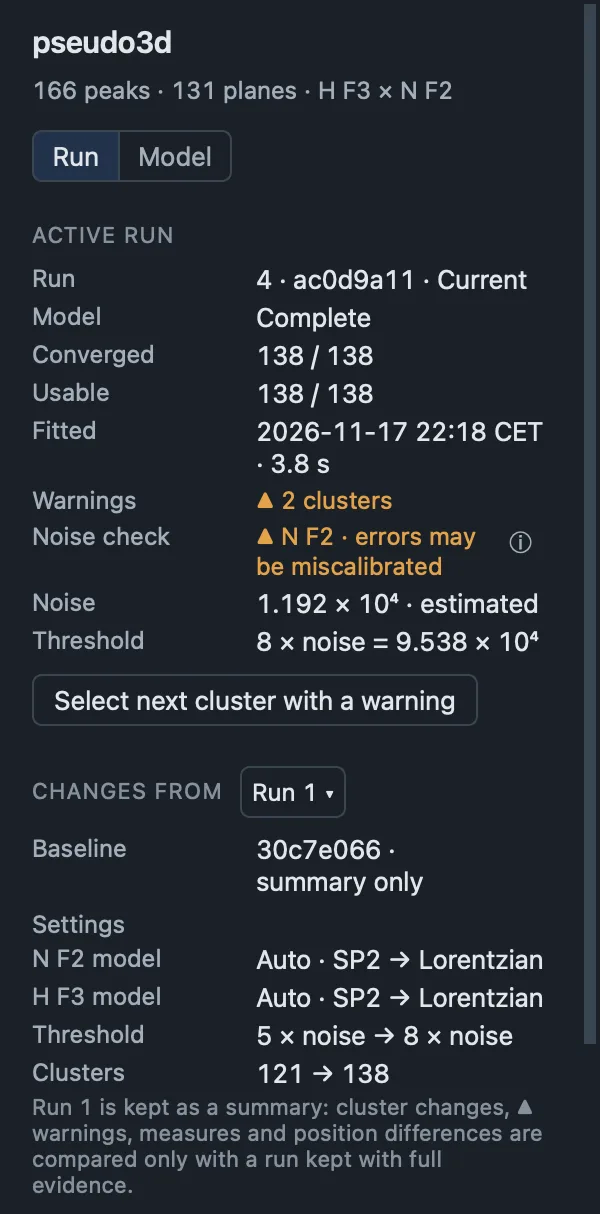 pseudo3d
166 peaks · 131 planes · H F3 × N F2
Run Model
ACTIVE RUN
Run 4 · ac0d9a11 · Current
Model Complete
Converged 138 / 138
Usable 138 / 138
Fitted 2026-11-17 22:18 CET
· 3.8 s
Warnings ▲ 2 clusters
Noise check ▲ N F2 · errors may ⓘ
be miscalibrated
Noise 1.192 × 10⁴ · estimated
Threshold 8 × noise = 9.538 × 10⁴
Select next cluster with a warning
CHANGES FROM Run 1 ▾
Baseline 30c7e066 ·
summary only
Settings
N F2 model Auto · SP2 → Lorentzian
H F3 model Auto · SP2 → Lorentzian
Threshold 5 × noise → 8 × noise
Clusters 121 → 138
Run 1 is kept as a summary: cluster changes, ▲
warnings, measures and position differences are
compared only with a run kept with full
evidence.